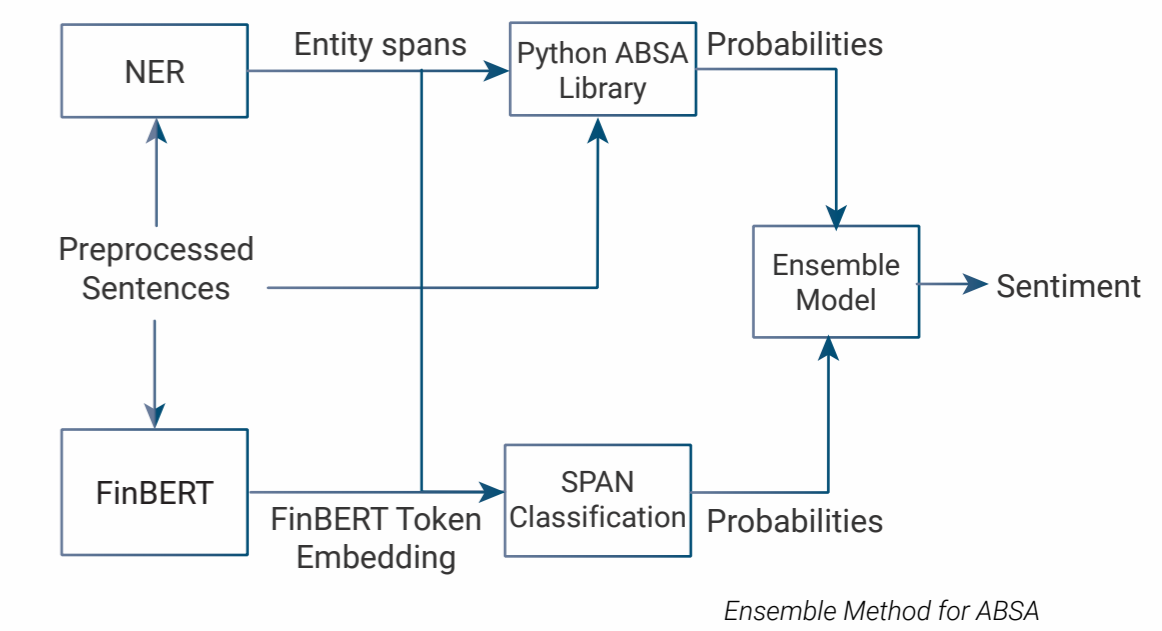 NER
Entity spans
Python ABSA
Library
Probabilities
Preprocessed
Sentences
Ensemble
Model
Sentiment
FinBERT
FinBERT Token
Embedding
SPAN
Classification
Probabilities
Ensemble Method for ABSA